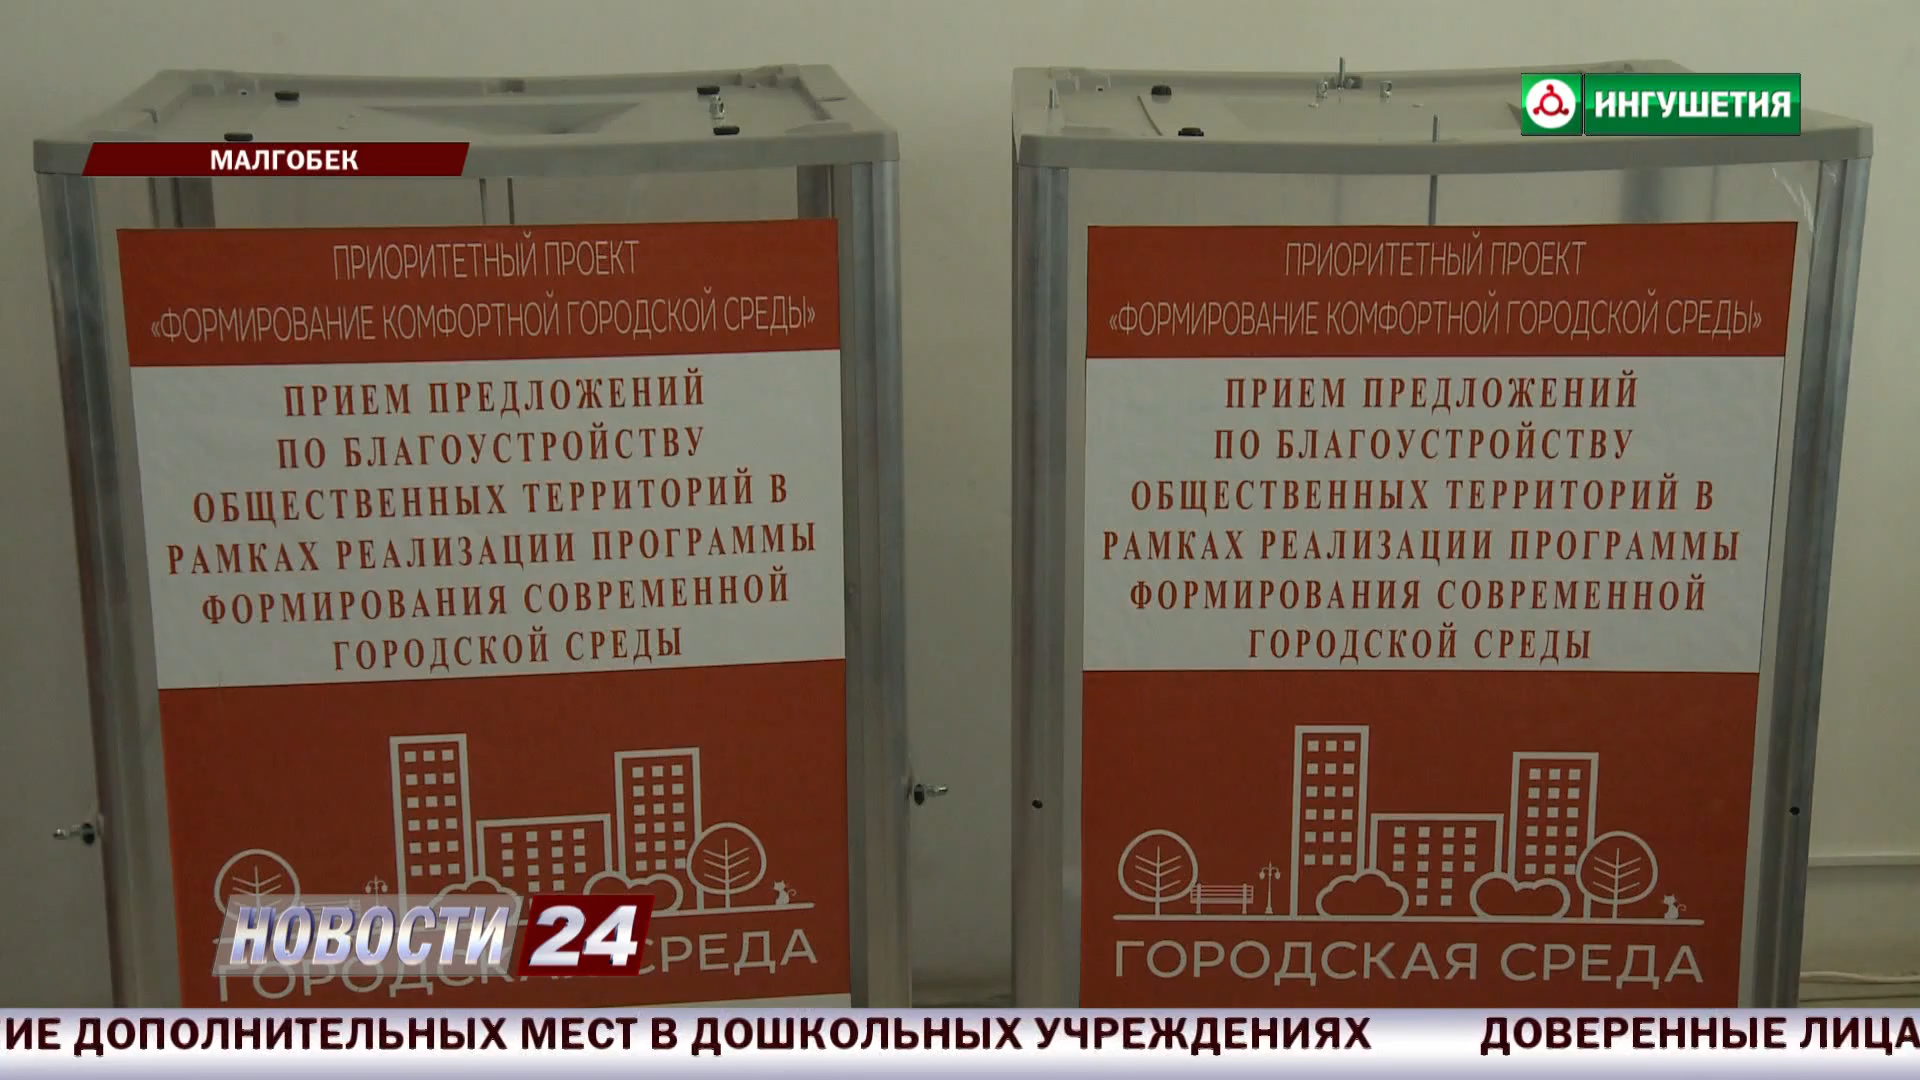 ИНГУШЕТИЯ
МАЛГОБЕК
ПРИОРИТЕТНЫЙ ПРОЕКТ
«ФОРМИРОВАНИЕ КОМФОРТНОЙ ГОРОДСКОЙ СРЕДЫ»
ПРИЕМ ПРЕДЛОЖЕНИЙ
ПО БЛАГОУСТРОЙСТВУ
ОБЩЕСТВЕННЫХ ТЕРРИТОРИЙ В
РАМКАХ РЕАЛИЗАЦИИ ПРОГРАММЫ
ФОРМИРОВАНИЯ СОВРЕМЕННОЙ
ГОРОДСКОЙ СРЕДЫ
ГОРОДСКАЯ СРЕДА
ПРИОРИТЕТНЫЙ ПРОЕКТ
«ФОРМИРОВАНИЕ КОМФОРТНОЙ ГОРОДСКОЙ СРЕДЫ»
ПРИЕМ ПРЕДЛОЖЕНИЙ
ПО БЛАГОУСТРОЙСТВУ
ОБЩЕСТВЕННЫХ ТЕРРИТОРИЙ В
РАМКАХ РЕАЛИЗАЦИИ ПРОГРАММЫ
ФОРМИРОВАНИЯ СОВРЕМЕННОЙ
ГОРОДСКОЙ СРЕДЫ
ГОРОДСКАЯ СРЕДА
НОВОСТИ 24
ИЕ ДОПОЛНИТЕЛЬНЫХ МЕСТ В ДОШКОЛЬНЫХ УЧРЕЖДЕНИЯХ ДОВЕРЕННЫЕ ЛИЦА